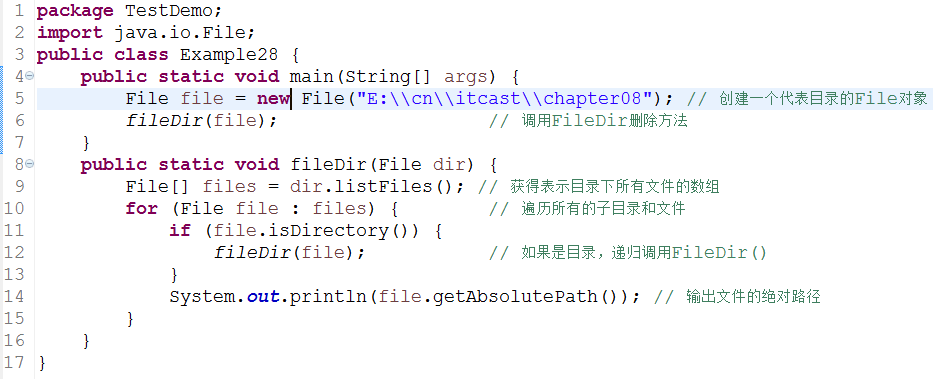 1 package TestDemo;
2 import java.io.File;
3 public class Example28 {
4 public static void main(String[] args) {
5 File file = new File("E:\\cn\\itcast\\chapter08"); // 创建一个代表目录的File对象
6 fileDir(file); // 调用FileDir删除方法
7 }
8 public static void fileDir(File dir) {
9 File[] files = dir.listFiles(); // 获得表示目录下所有文件的数组
10 for (File file : files) { // 遍历所有的子目录和文件
11 if (file.isDirectory()) {
12 fileDir(file); // 如果是目录，递归调用FileDir()
13 }
14 System.out.println(file.getAbsolutePath()); // 输出文件的绝对路径
15 }
16 }
17 }